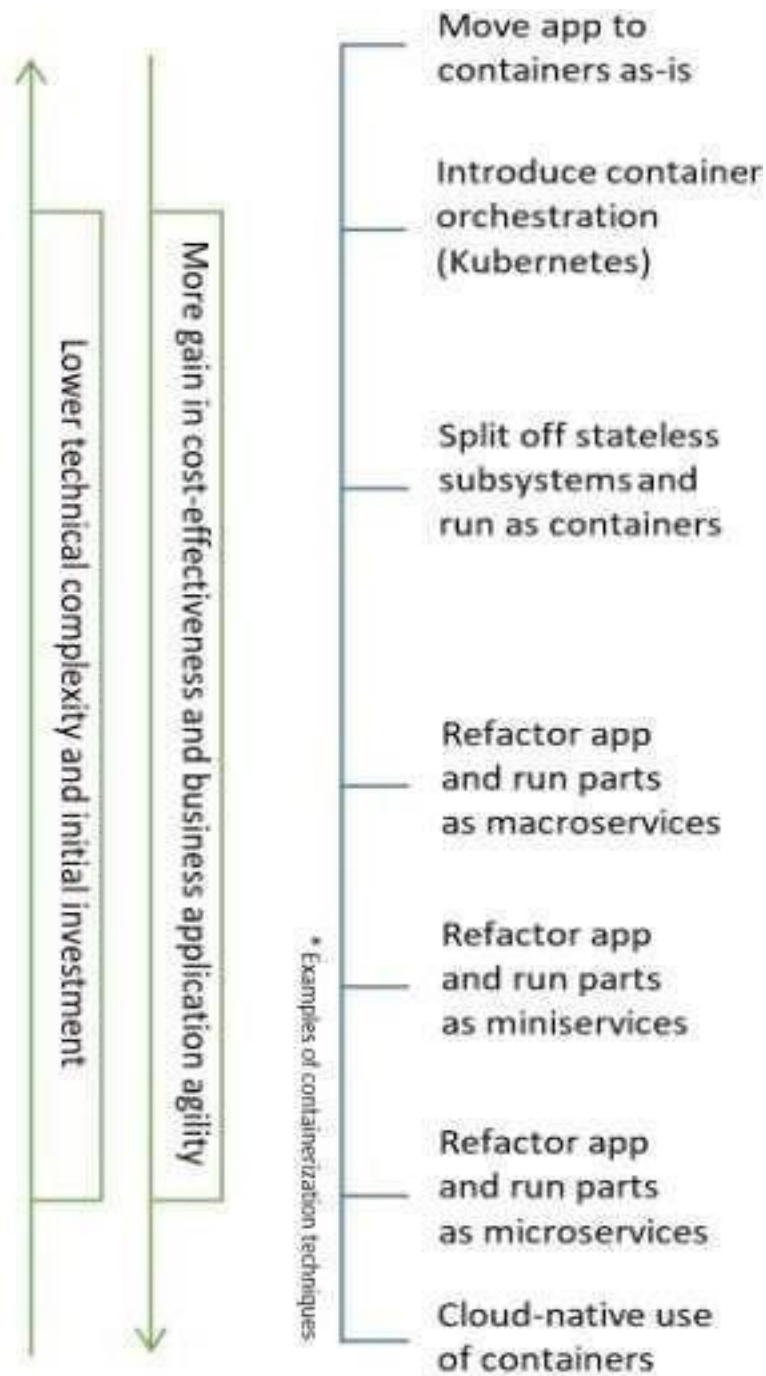 Lower technical complexity and initial investment
More gain in cost-effectiveness and business application agility
* Examples of containerization techniques
Move app to
containers as-is
Introduce container
orchestration
(Kubernetes)
Split off stateless
subsystems and
run as containers
Refactor app
and run parts
as macroservices
Refactor app
and run parts
as miniservices
Refactor app
and run parts
as microservices
Cloud-native use
of containers